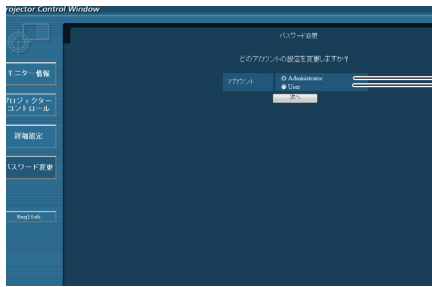 rojector Control Window
パスワード変更
どのアカウントの設定を変更しますか?
アカウント
Administrator
User
次へ
モニター情報
プロジェクター
コントロール
詳細設定
パスワード変更
English